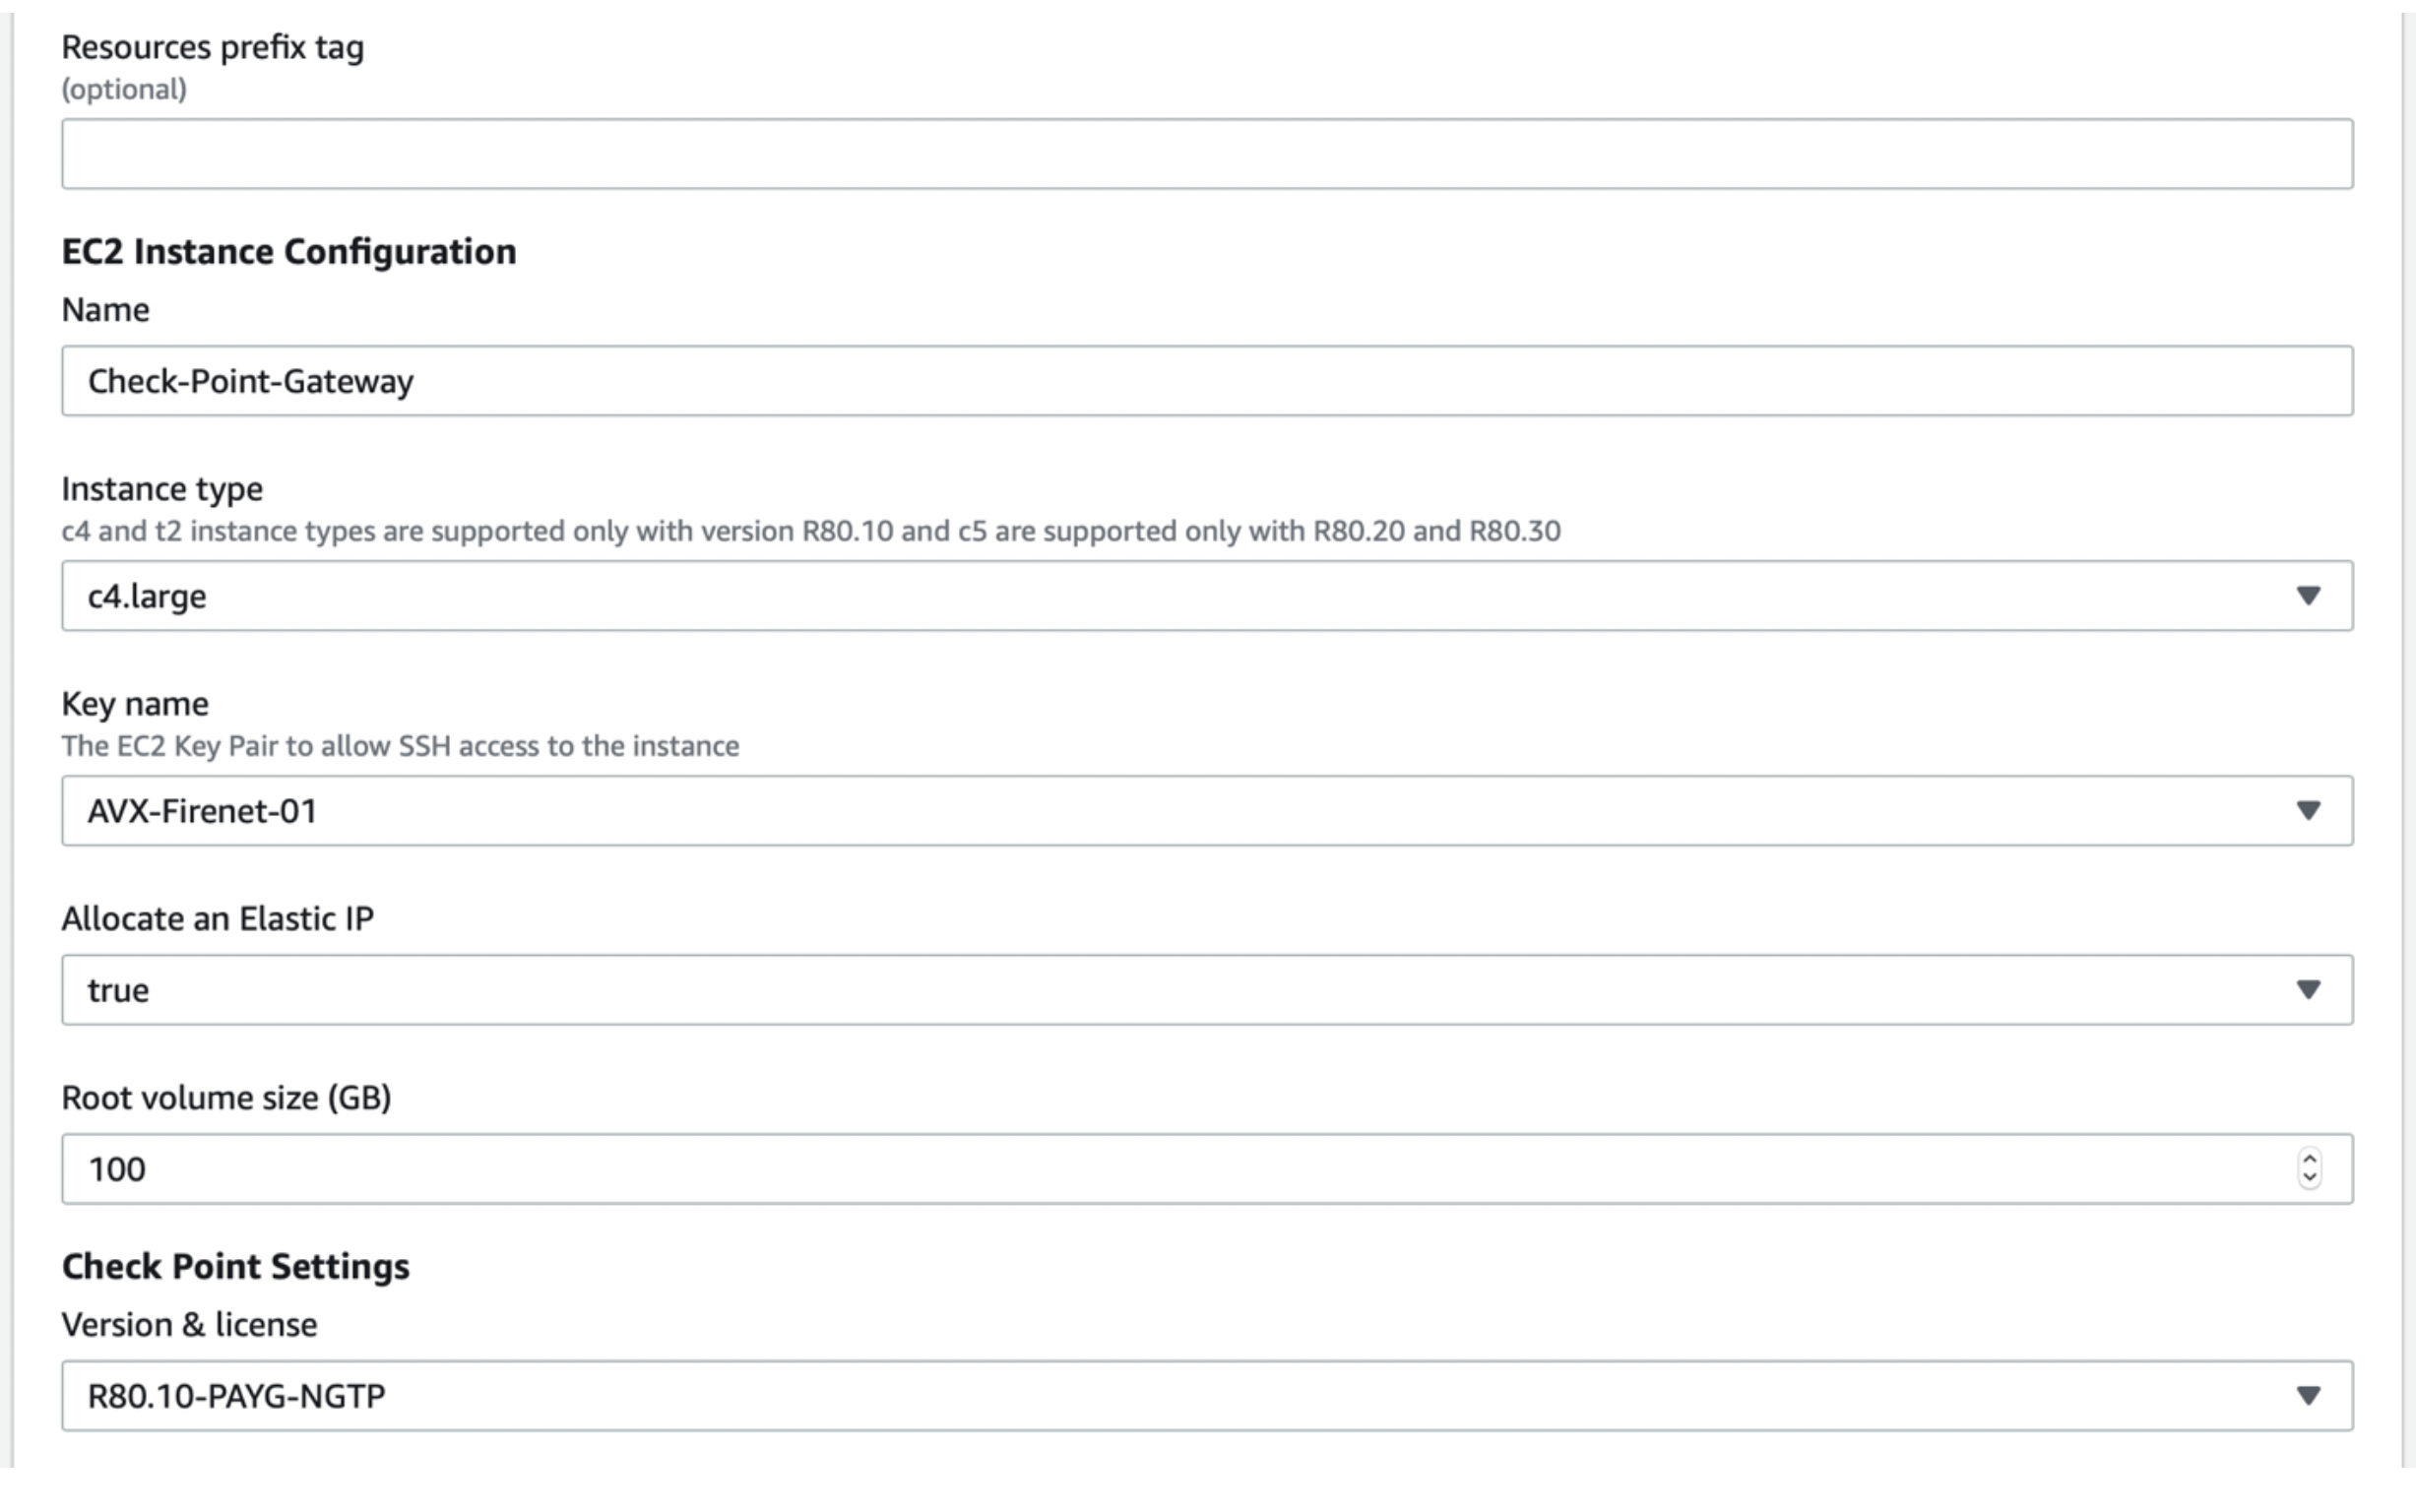 Resources prefix tag
(optional)
EC2 Instance Configuration
Name
Check-Point-Gateway
Instance type
c4 and t2 instance types are supported only with version R80.10 and c5 are supported only with R80.20 and R80.30
c4.large
Key name
The EC2 Key Pair to allow SSH access to the instance
AVX-Firenet-01
Allocate an Elastic IP
true
Root volume size (GB)
100
Check Point Settings
Version & license
R80.10-PAYG-NGTP